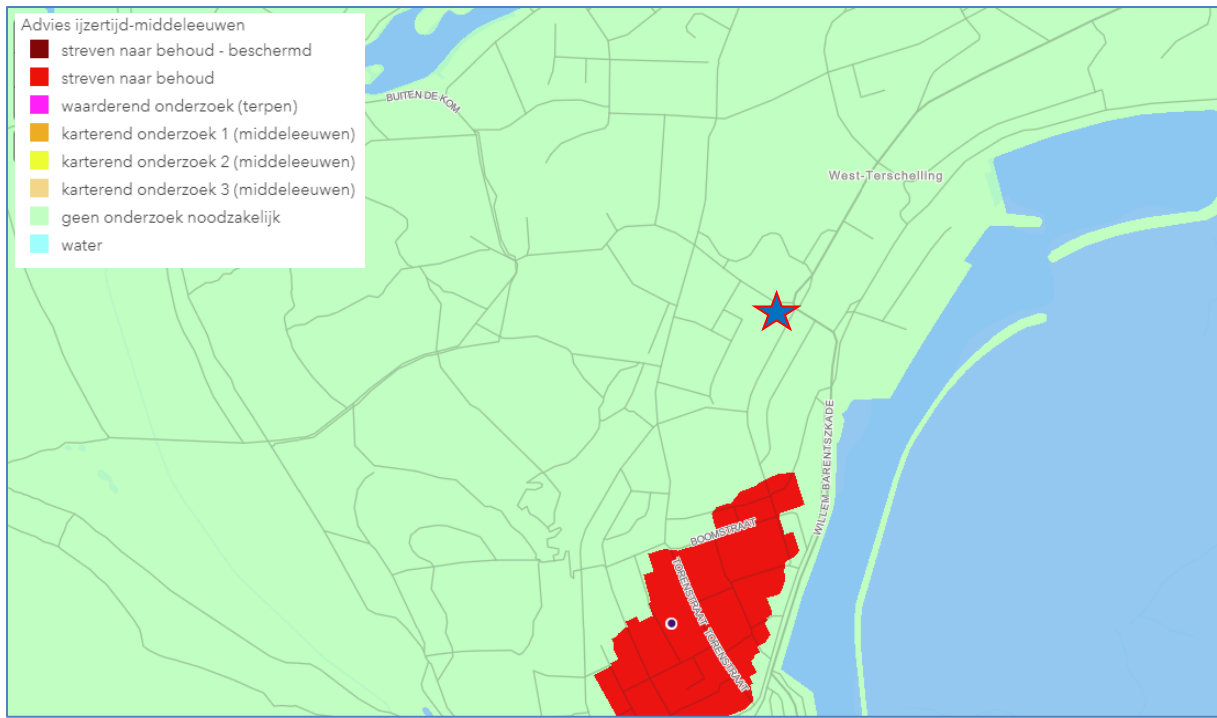 Advies ijzertijd-middeleeuwen
streven naar behoud - beschermd
streven naar behoud
waarderend onderzoek (terpen)
karterend onderzoek 1 (middeleeuwen)
karterend onderzoek 2 (middeleeuwen)
karterend onderzoek 3 (middeleeuwen)
geen onderzoek noodzakelijk
water
BUITEN DE KOM
West-Terschelling
WILLEM BARENTSZKADE
BOOMSTRAAT
TORENSTRAAT
TORENSTRAAT